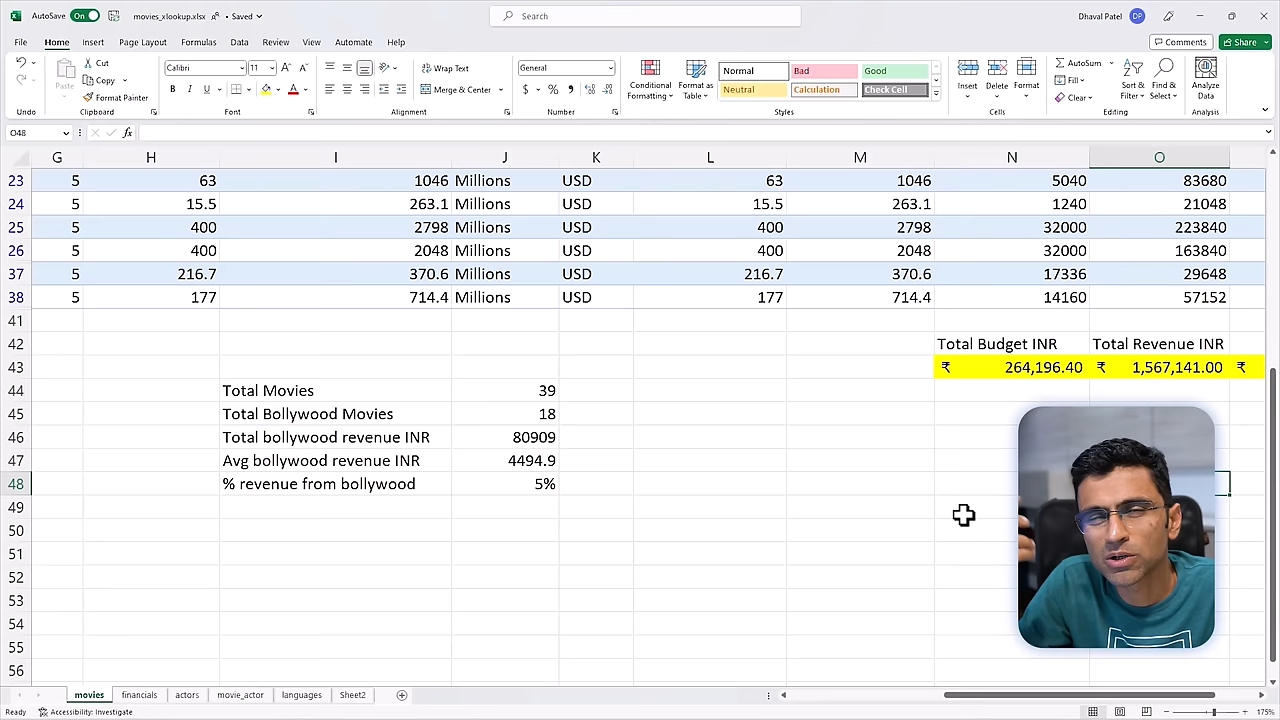 AutoSave On movies_xlookup.xlsx • Saved Search Dhaval Patel DP
File Home Insert Page Layout Formulas Data Review View Automate Help Comments Share
Paste Cut Copy Format Painter
Calibri 11 A A
B I U A
Wrap Text
Merge & Center
General
$ %
Conditional Formatting Format as Table
Normal Bad Good
Neutral Calculation Check Cell
Insert Delete Format
AutoSum Fill Clear
Sort & Filter Find & Select Analyze Data
Undo Clipboard Font Alignment Number Styles Cells Editing Analysis
O48 fx
G H I J K L M N O
23 5 63 1046 Millions USD 63 1046 5040 83680
24 5 15.5 263.1 Millions USD 15.5 263.1 1240 21048
25 5 400 2798 Millions USD 400 2798 32000 223840
26 5 400 2048 Millions USD 400 2048 32000 163840
37 5 216.7 370.6 Millions USD 216.7 370.6 17336 29648
38 5 177 714.4 Millions USD 177 714.4 14160 57152
41
42 Total Budget INR Total Revenue INR
43 ₹ 264,196.40 ₹ 1,567,141.00 ₹
44 Total Movies 39
45 Total Bollywood Movies 18
46 Total bollywood revenue INR 80909
47 Avg bollywood revenue INR 4494.9
48 % revenue from bollywood 5%
49
50
51
52
53
54
55
56
movies financials actors movie_actor languages Sheet2
Ready Accessibility: Investigate 175%